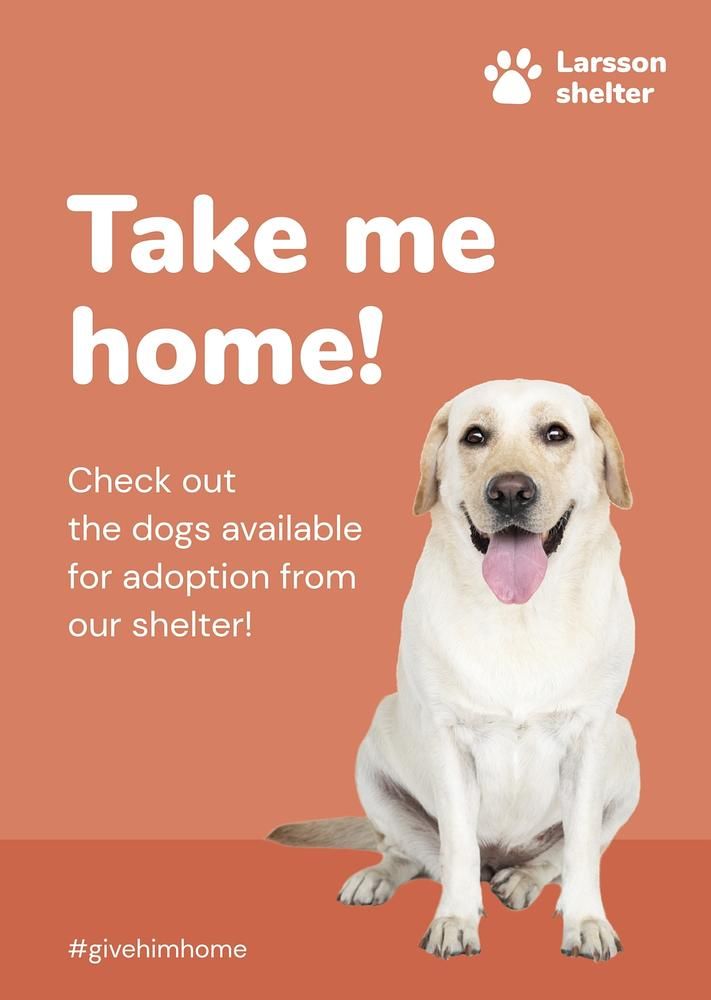 Larsson
shelter
Take me
home!
Check out
the dogs available
for adoption from
our shelter!
#givehimhome